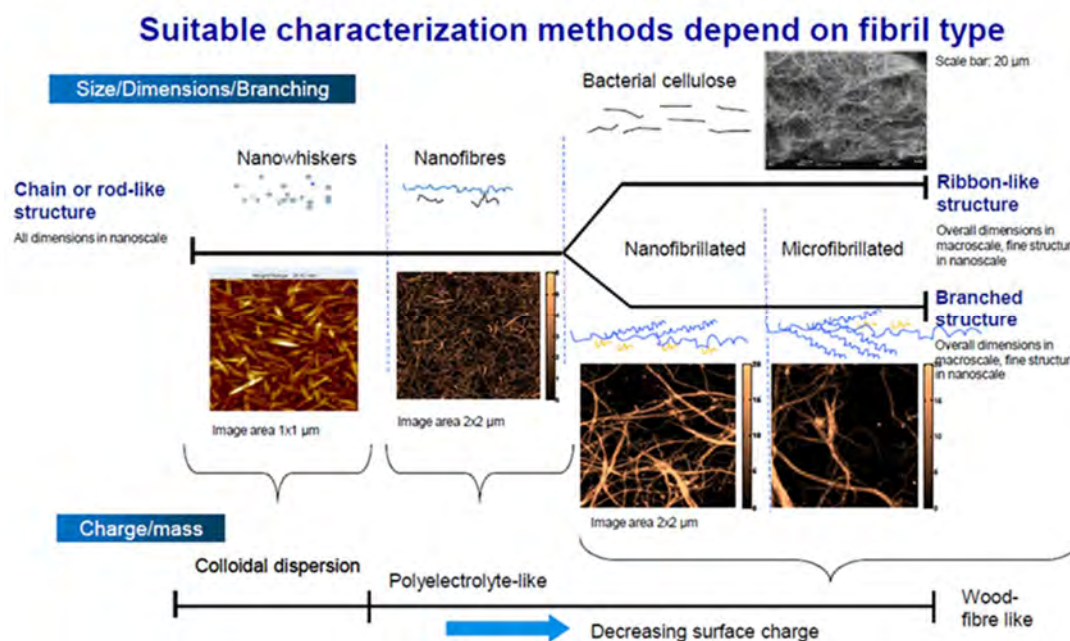 Suitable characterization methods depend on fibril type
Size/Dimensions/Branching
Bacterial cellulose
Scale bar: 20 µm
Nanowhiskers
Nanofibres
Chain or rod-like
structure
All dimensions in nanoscale
Ribbon-like
structure
Overall dimensions in
macroscale, fine structur
in nanoscale
Nanofibrillated
Microfibrillated
Branched
structure
Overall dimensions in
macroscale, fine structur
in nanoscale
Image area 1x1 µm
Image area 2x2 µm
Image area 2x2 µm
Charge/mass
Colloidal dispersion
Polyelectrolyte-like
Wood-
fibre like
Decreasing surface charge